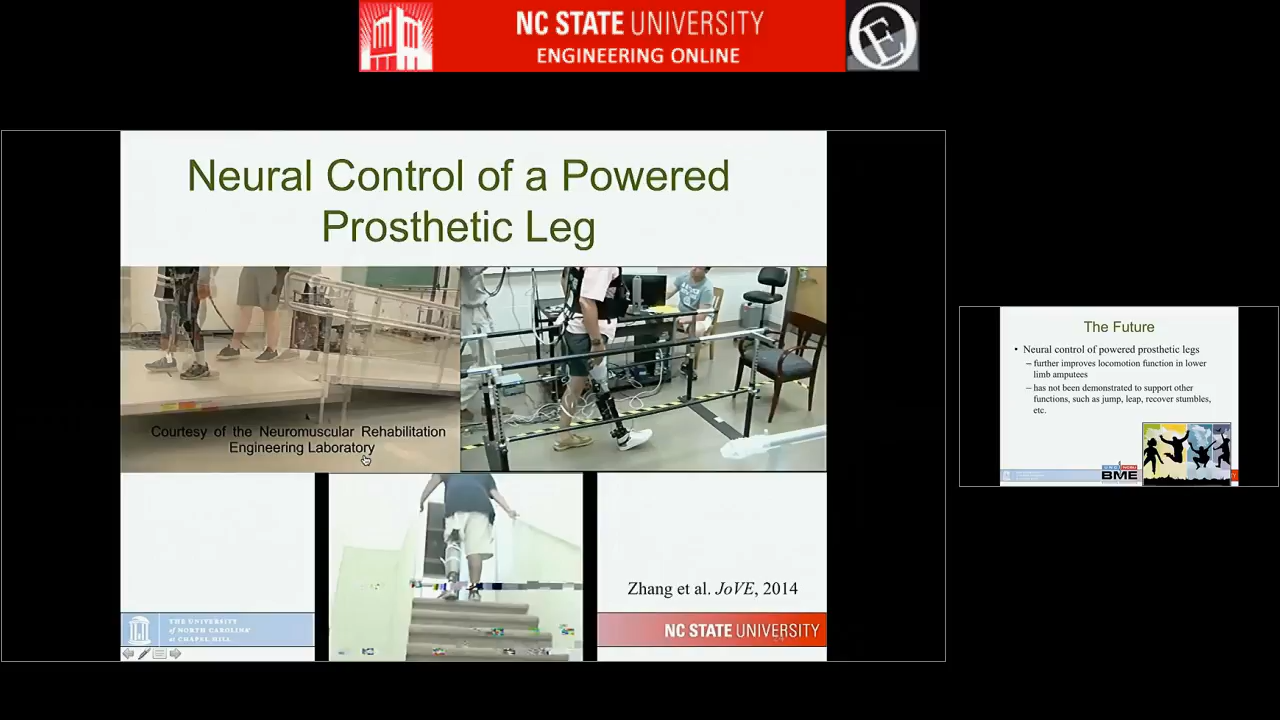 NC STATE UNIVERSITY
ENGINEERING ONLINE
Neural Control of a Powered
Prosthetic Leg
Courtesy of the Neuromuscular Rehabilitation
Engineering Laboratory
Zhang et al. JoVE, 2014
THE UNIVERSITY
of NORTH CAROLINA
at CHAPEL HILL
NC STATE UNIVERSITY
The Future
• Neural control of powered prosthetic legs
– further improves locomotion function in lower
limb amputees
– has not been demonstrated to support other
functions, such as jump, leap, recover stumbles,
etc.
BME